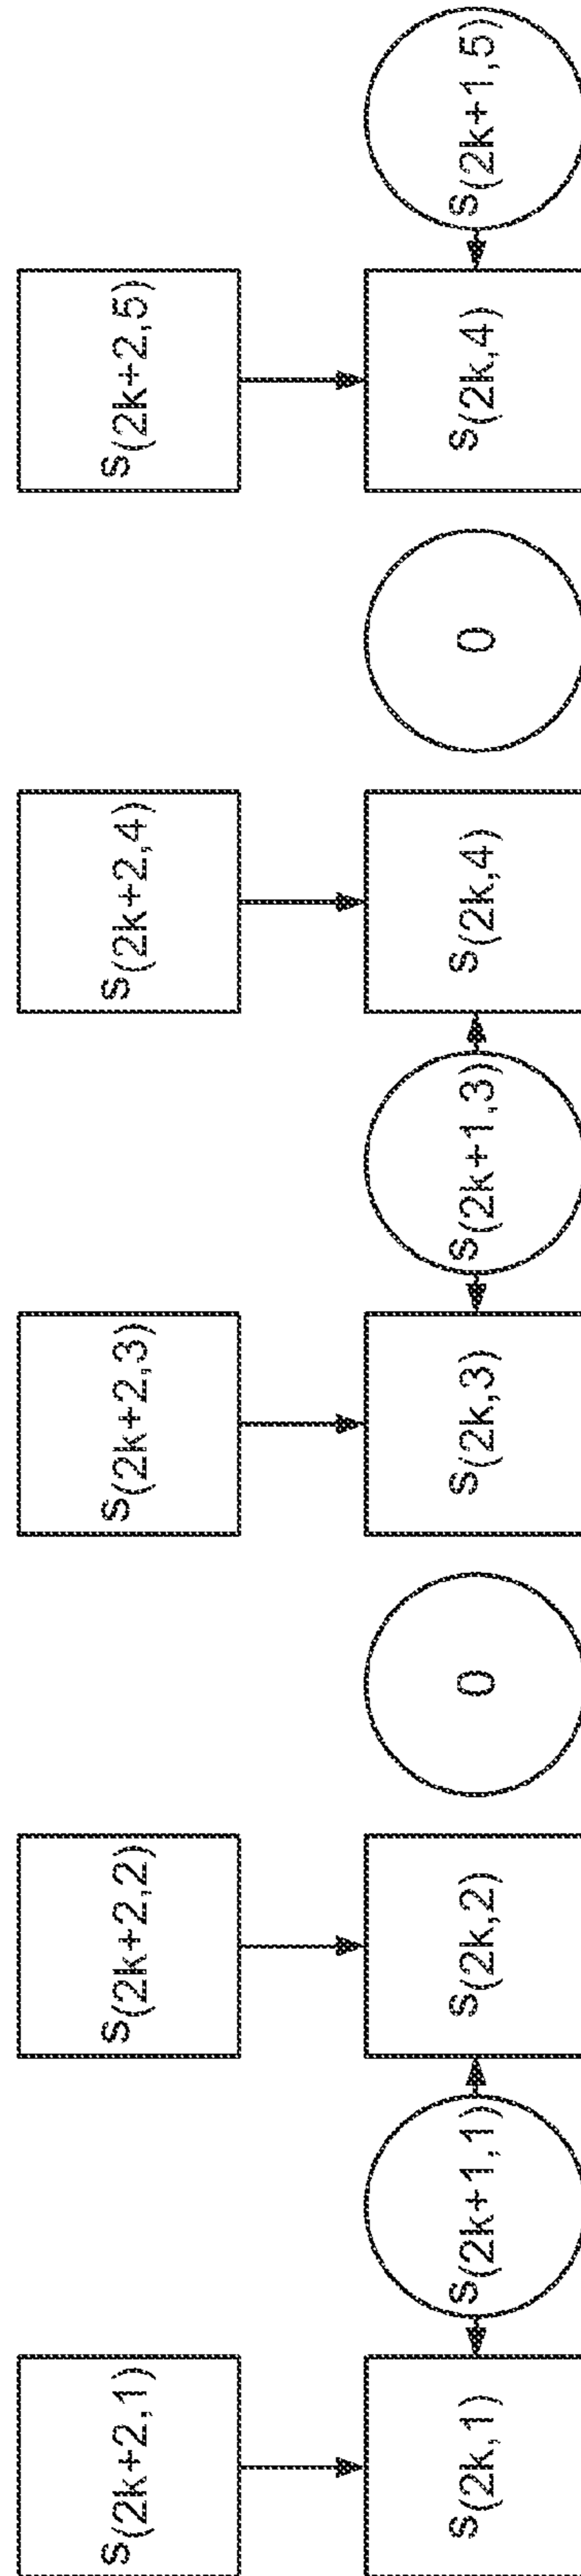 S(2k+2,1)
S(2k+2,2)
S(2k+2,3)
S(2k+2,4)
S(2k+2,5)
S(2k,1)
S(2k+1,1)
S(2k,2)
0
S(2k,3)
S(2k+1,3)
S(2k,4)
0
S(2k,4)
S(2k+1,5)